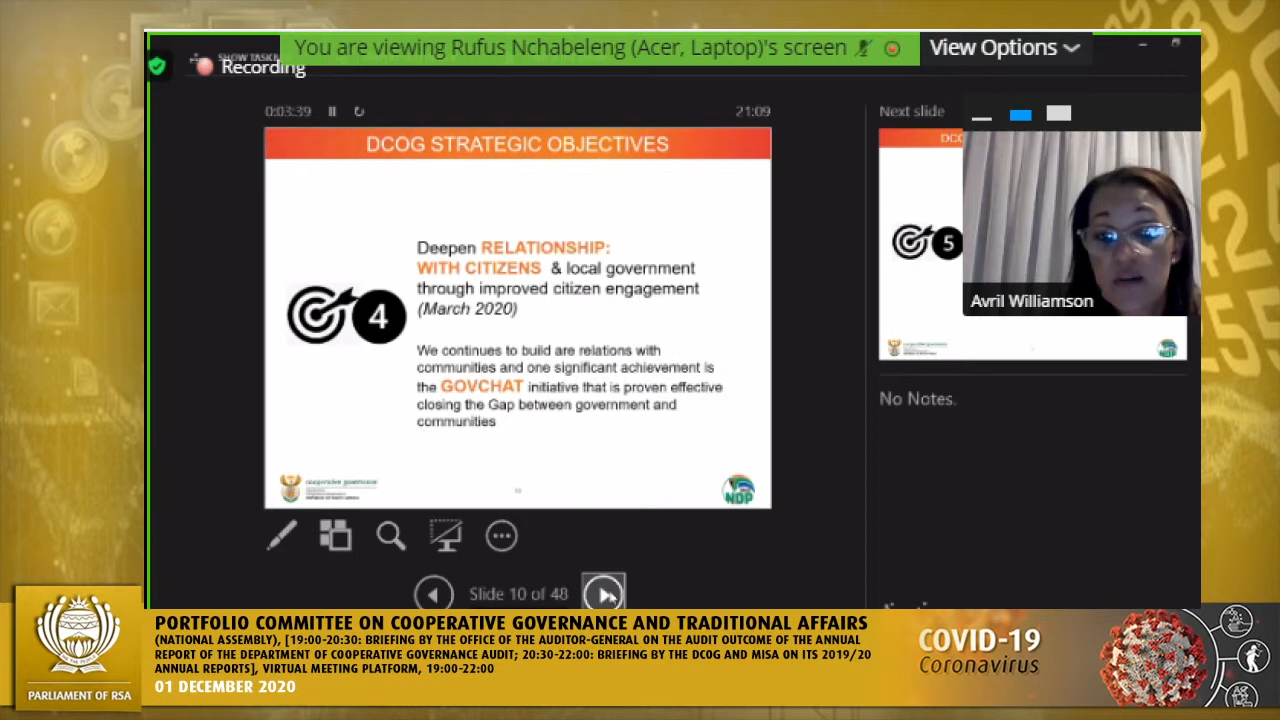 You are viewing Rufus Nchabeleng (Acer, Laptop)'s screen
View Options
Recording
0:03:39
21:09
Next slide
DCOG STRATEGIC OBJECTIVES
Deepen RELATIONSHIP:
WITH CITIZENS & local government
through improved citizen engagement
(March 2020)
4
We continues to build are relations with
communities and one significant achievement is
the GOVCHAT initiative that is proven effective
closing the Gap between government and
communities
cooperative governance
NDP
5
Avril Williamson
No Notes.
Slide 10 of 48
PORTFOLIO COMMITTEE ON COOPERATIVE GOVERNANCE AND TRADITIONAL AFFAIRS
(NATIONAL ASSEMBLY), [19:00-20:30: BRIEFING BY THE OFFICE OF THE AUDITOR-GENERAL ON THE AUDIT OUTCOME OF THE ANNUAL
REPORT OF THE DEPARTMENT OF COOPERATIVE GOVERNANCE AUDIT; 20:30-22:00: BRIEFING BY THE DCOG AND MISA ON ITS 2019/20
ANNUAL REPORTS], VIRTUAL MEETING PLATFORM, 19:00-22:00
01 DECEMBER 2020
PARLIAMENT OF RSA
COVID-19
Coronavirus